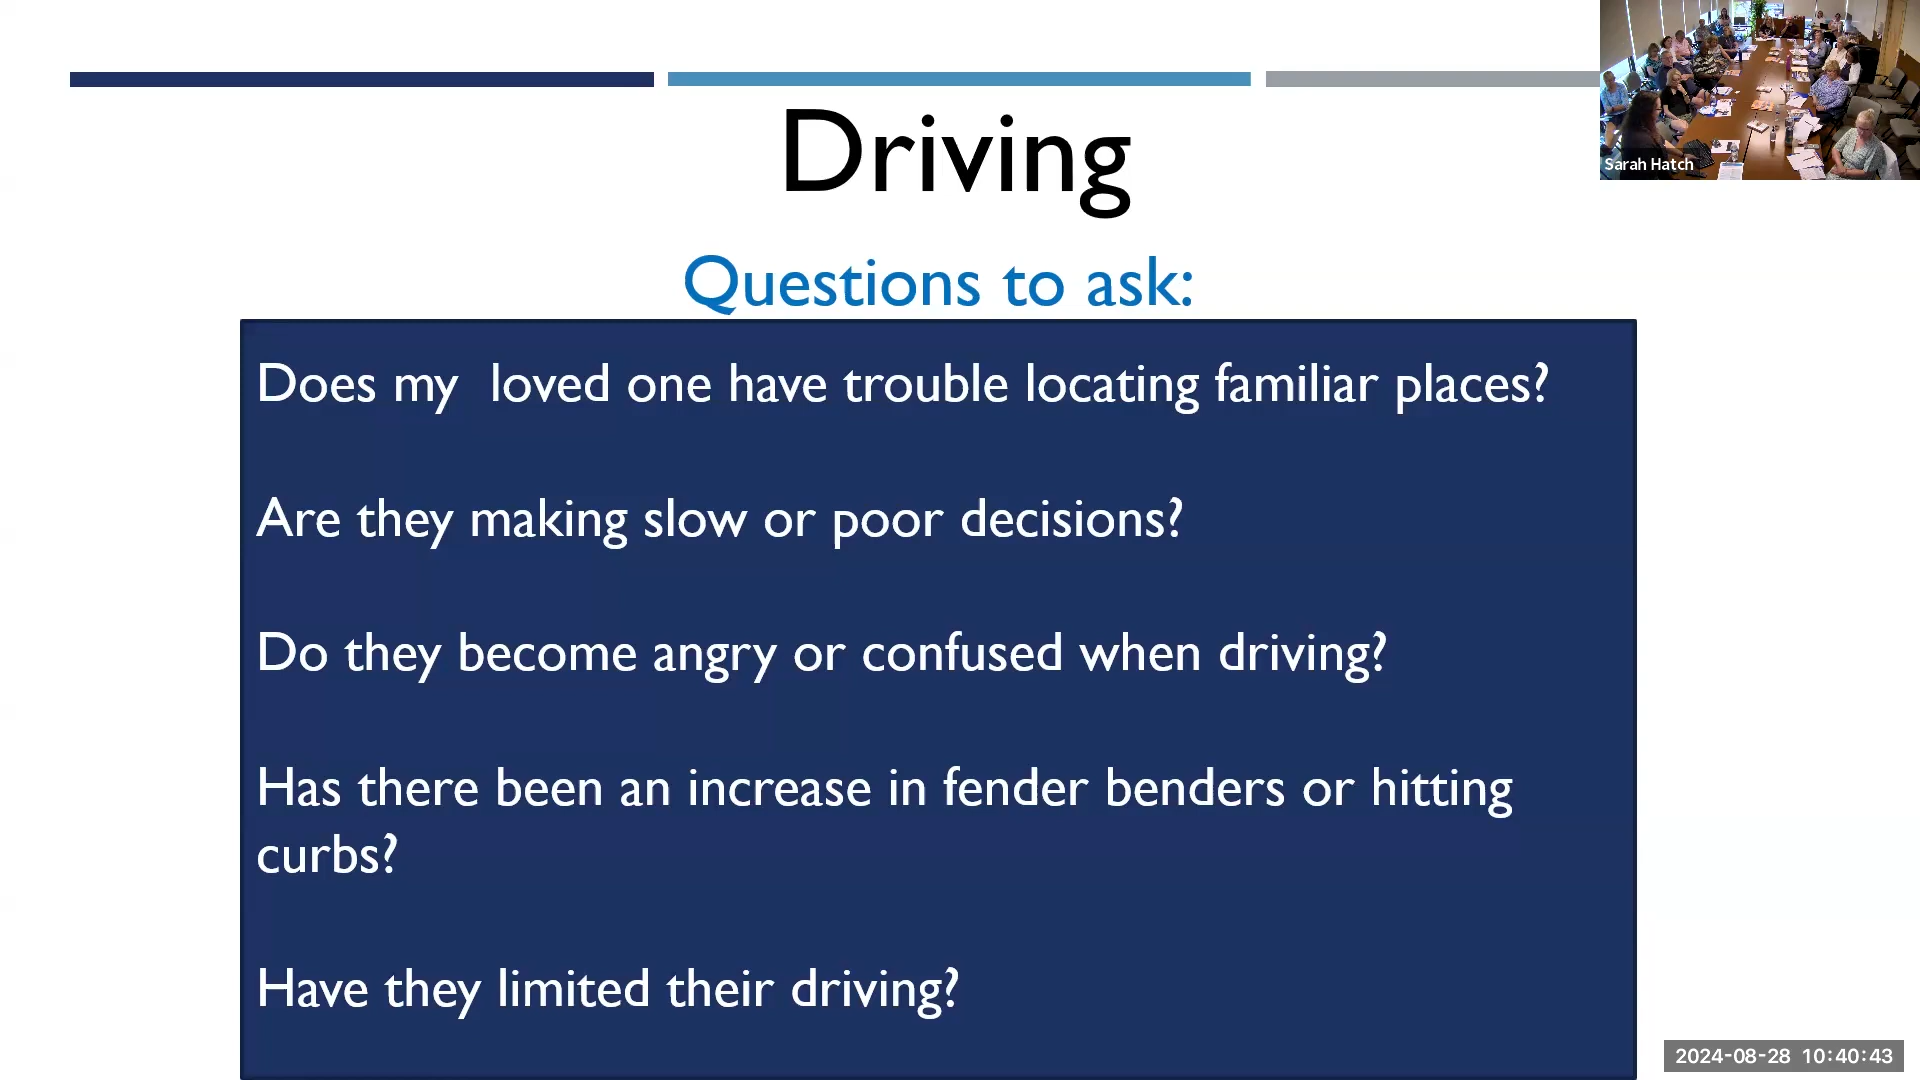 Driving
Sarah Hatch
Questions to ask:
Does my  loved one have trouble locating familiar places?
Are they making slow or poor decisions?
Do they become angry or confused when driving?
Has there been an increase in fender benders or hitting
curbs?
Have they limited their driving?
2024-08-28 10:40:43